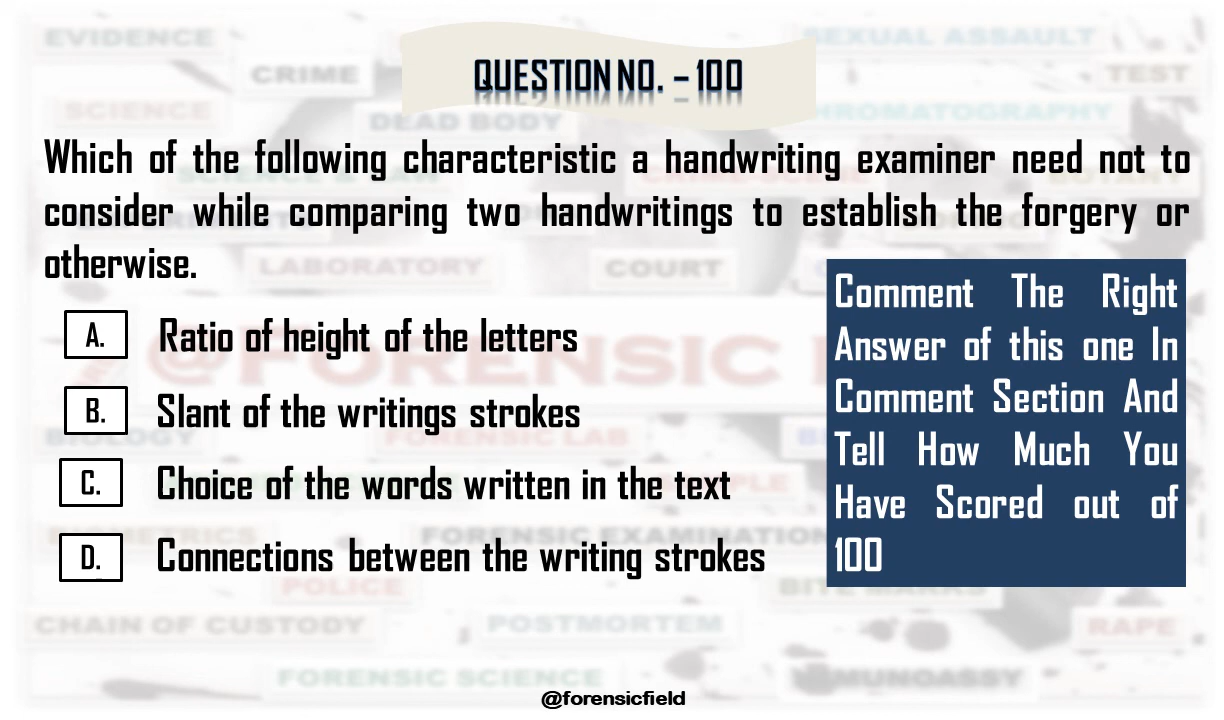 EVIDENCE
SEXUAL ASSAULT
CRIME
QUESTION NO. – 100
TEST
SCIENCE
DEAD BODY
CHROMATOGRAPHY
Which of the following characteristic a handwriting examiner need not to
consider while comparing two handwritings to establish the forgery or
otherwise.
LABORATORY
COURT
A. Ratio of height of the letters
B. Slant of the writings strokes
C. Choice of the words written in the text
D. Connections between the writing strokes
Comment The Right
Answer of this one In
Comment Section And
Tell How Much You
Have Scored out of
100
@FORENSIC
BIOLOGY
FORENSIC LAB
BIOMETRICS
FORENSIC EXAMINATION
POLICE
BITE MARKS
CHAIN OF CUSTODY
POSTMORTEM
RAPE
FORENSIC SCIENCE
IMMUNOASSY
@forensicfield